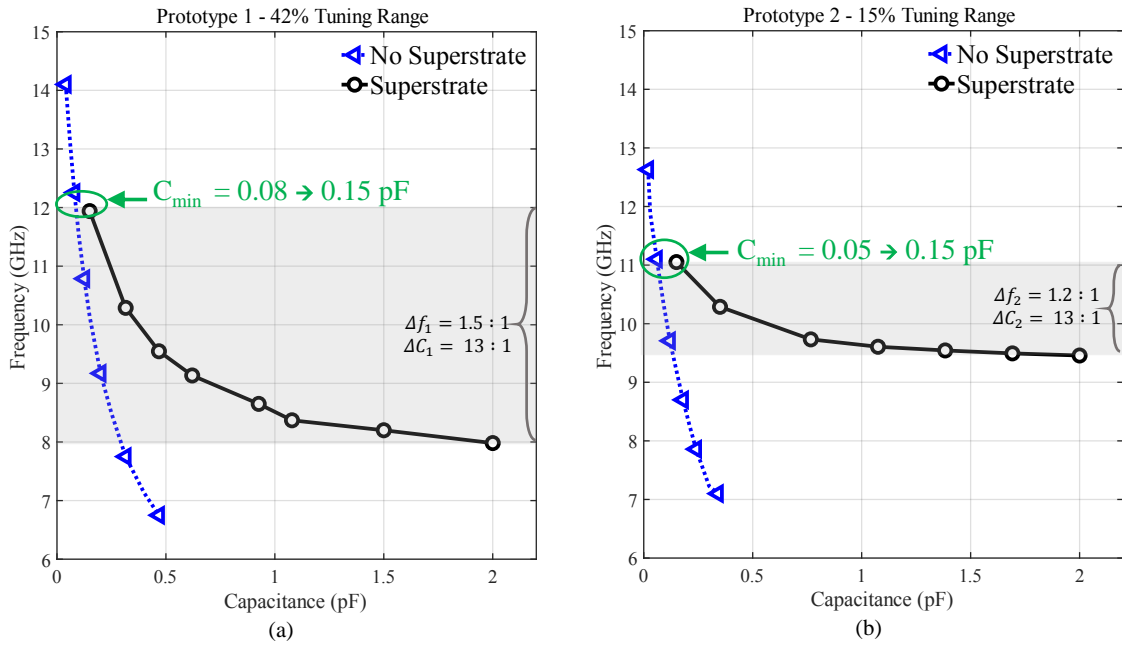 Prototype 1 - 42% Tuning Range
15
14
13
12
11
10
9
8
7
6
Frequency (GHz)
No Superstrate
Superstrate
C_min = 0.08 → 0.15 pF
Δf₁ = 1.5 : 1
ΔC₁ = 13 : 1
0 0.5 1 1.5 2
Capacitance (pF)
(a)
Prototype 2 - 15% Tuning Range
15
14
13
12
11
10
9
8
7
6
Frequency (GHz)
No Superstrate
Superstrate
C_min = 0.05 → 0.15 pF
Δf₂ = 1.2 : 1
ΔC₂ = 13 : 1
0 0.5 1 1.5 2
Capacitance (pF)
(b)